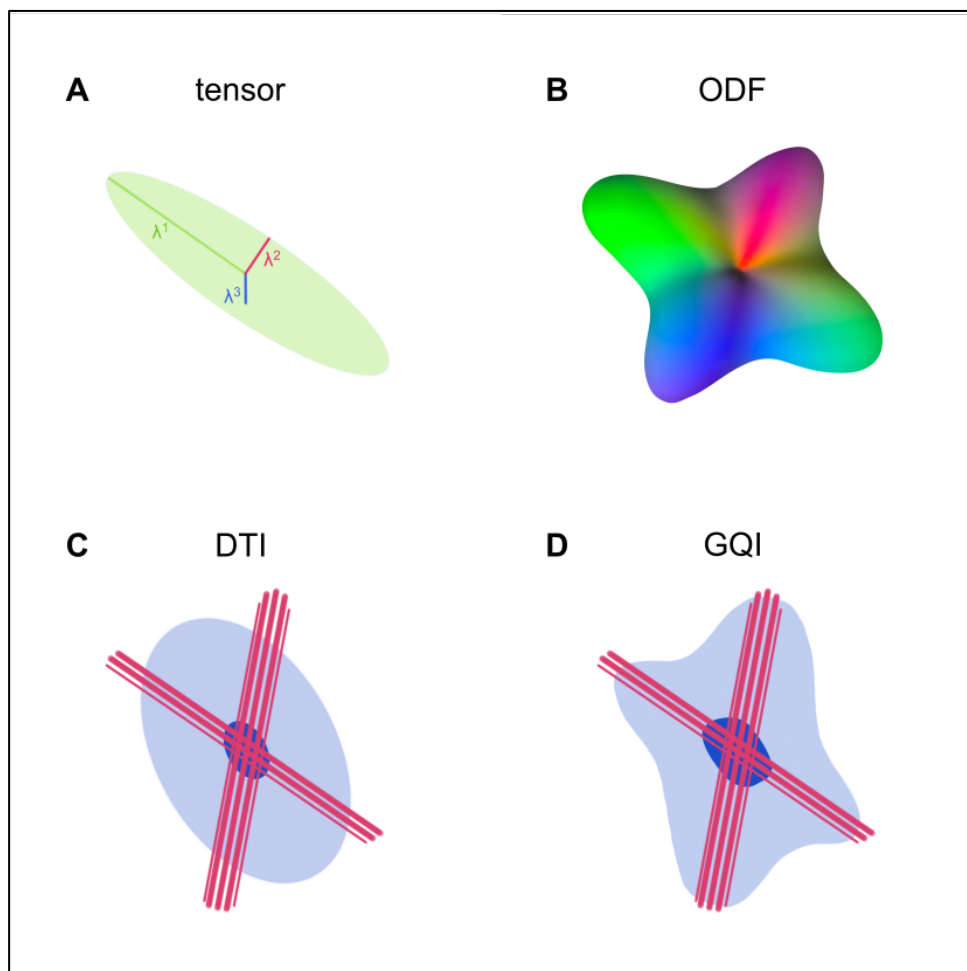 A tensor
B ODF
λ¹
λ²
λ³
C DTI
D GQI